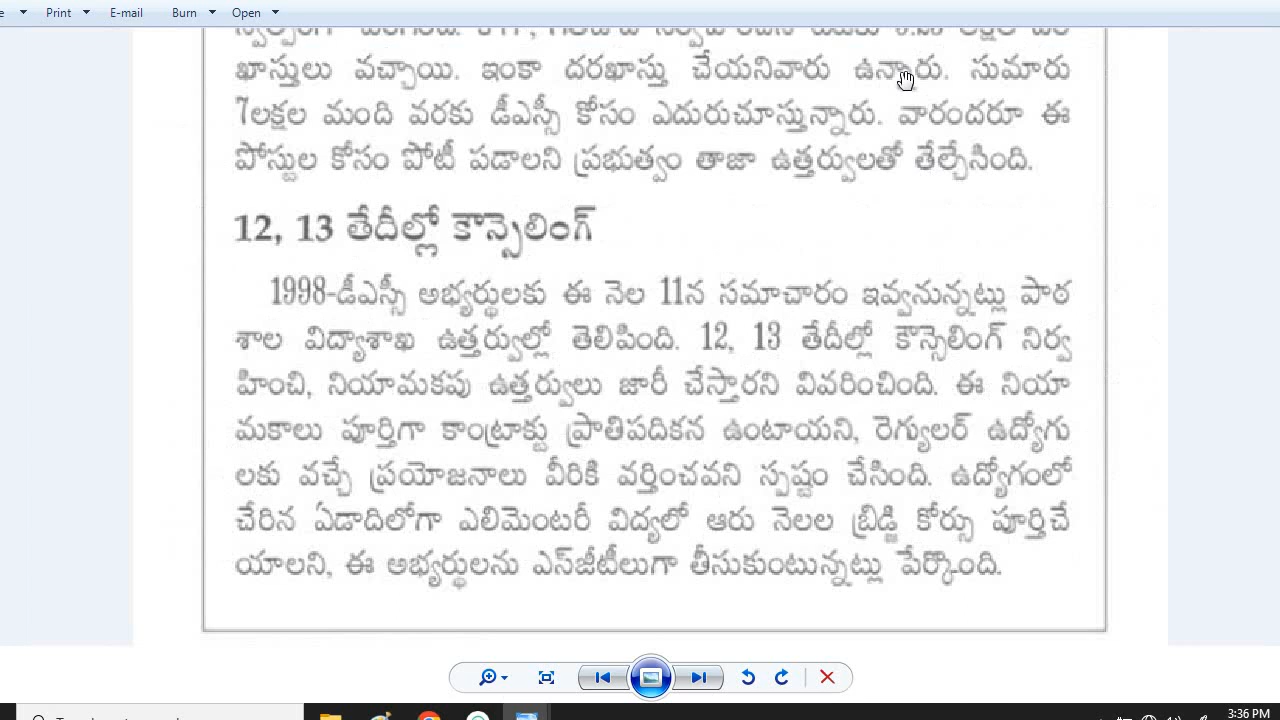 Print
E-mail
Burn
Open
ఖాస్తులు వచ్చాయి. ఇంకా దరఖాస్తు చేయనివారు ఉన్నారు. సుమారు
7లక్షల మంది వరకు డీఎస్సీ కోసం ఎదురుచూస్తున్నారు. వారందరూ ఈ
పోస్టుల కోసం పోటీ పడాలని ప్రభుత్వం తాజా ఉత్తర్వులతో తేల్చేసింది.
12, 13 తేదీల్లో కౌన్సెలింగ్
1998-డీఎస్సీ అభ్యర్థులకు ఈ నెల 11న సమాచారం ఇవ్వనున్నట్లు పాఠ
శాల విద్యాశాఖ ఉత్తర్వుల్లో తెలిపింది. 12, 13 తేదీల్లో కౌన్సెలింగ్ నిర్వ
హించి, నియామకపు ఉత్తర్వులు జారీ చేస్తారని వివరించింది. ఈ నియా
మకాలు పూర్తిగా కాంట్రాక్టు ప్రాతిపదికన ఉంటాయని, రెగ్యులర్ ఉద్యోగు
లకు వచ్చే ప్రయోజనాలు వీరికి వర్తించవని స్పష్టం చేసింది. ఉద్యోగంలో
చేరిన ఏడాదిలోగా ఎలిమెంటరీ విద్యలో ఆరు నెలల బ్రిడ్జి కోర్సు పూర్తిచే
యాలని, ఈ అభ్యర్థులను ఎస్‌జీటీలుగా తీసుకుంటున్నట్లు పేర్కొంది.
3:36 PM